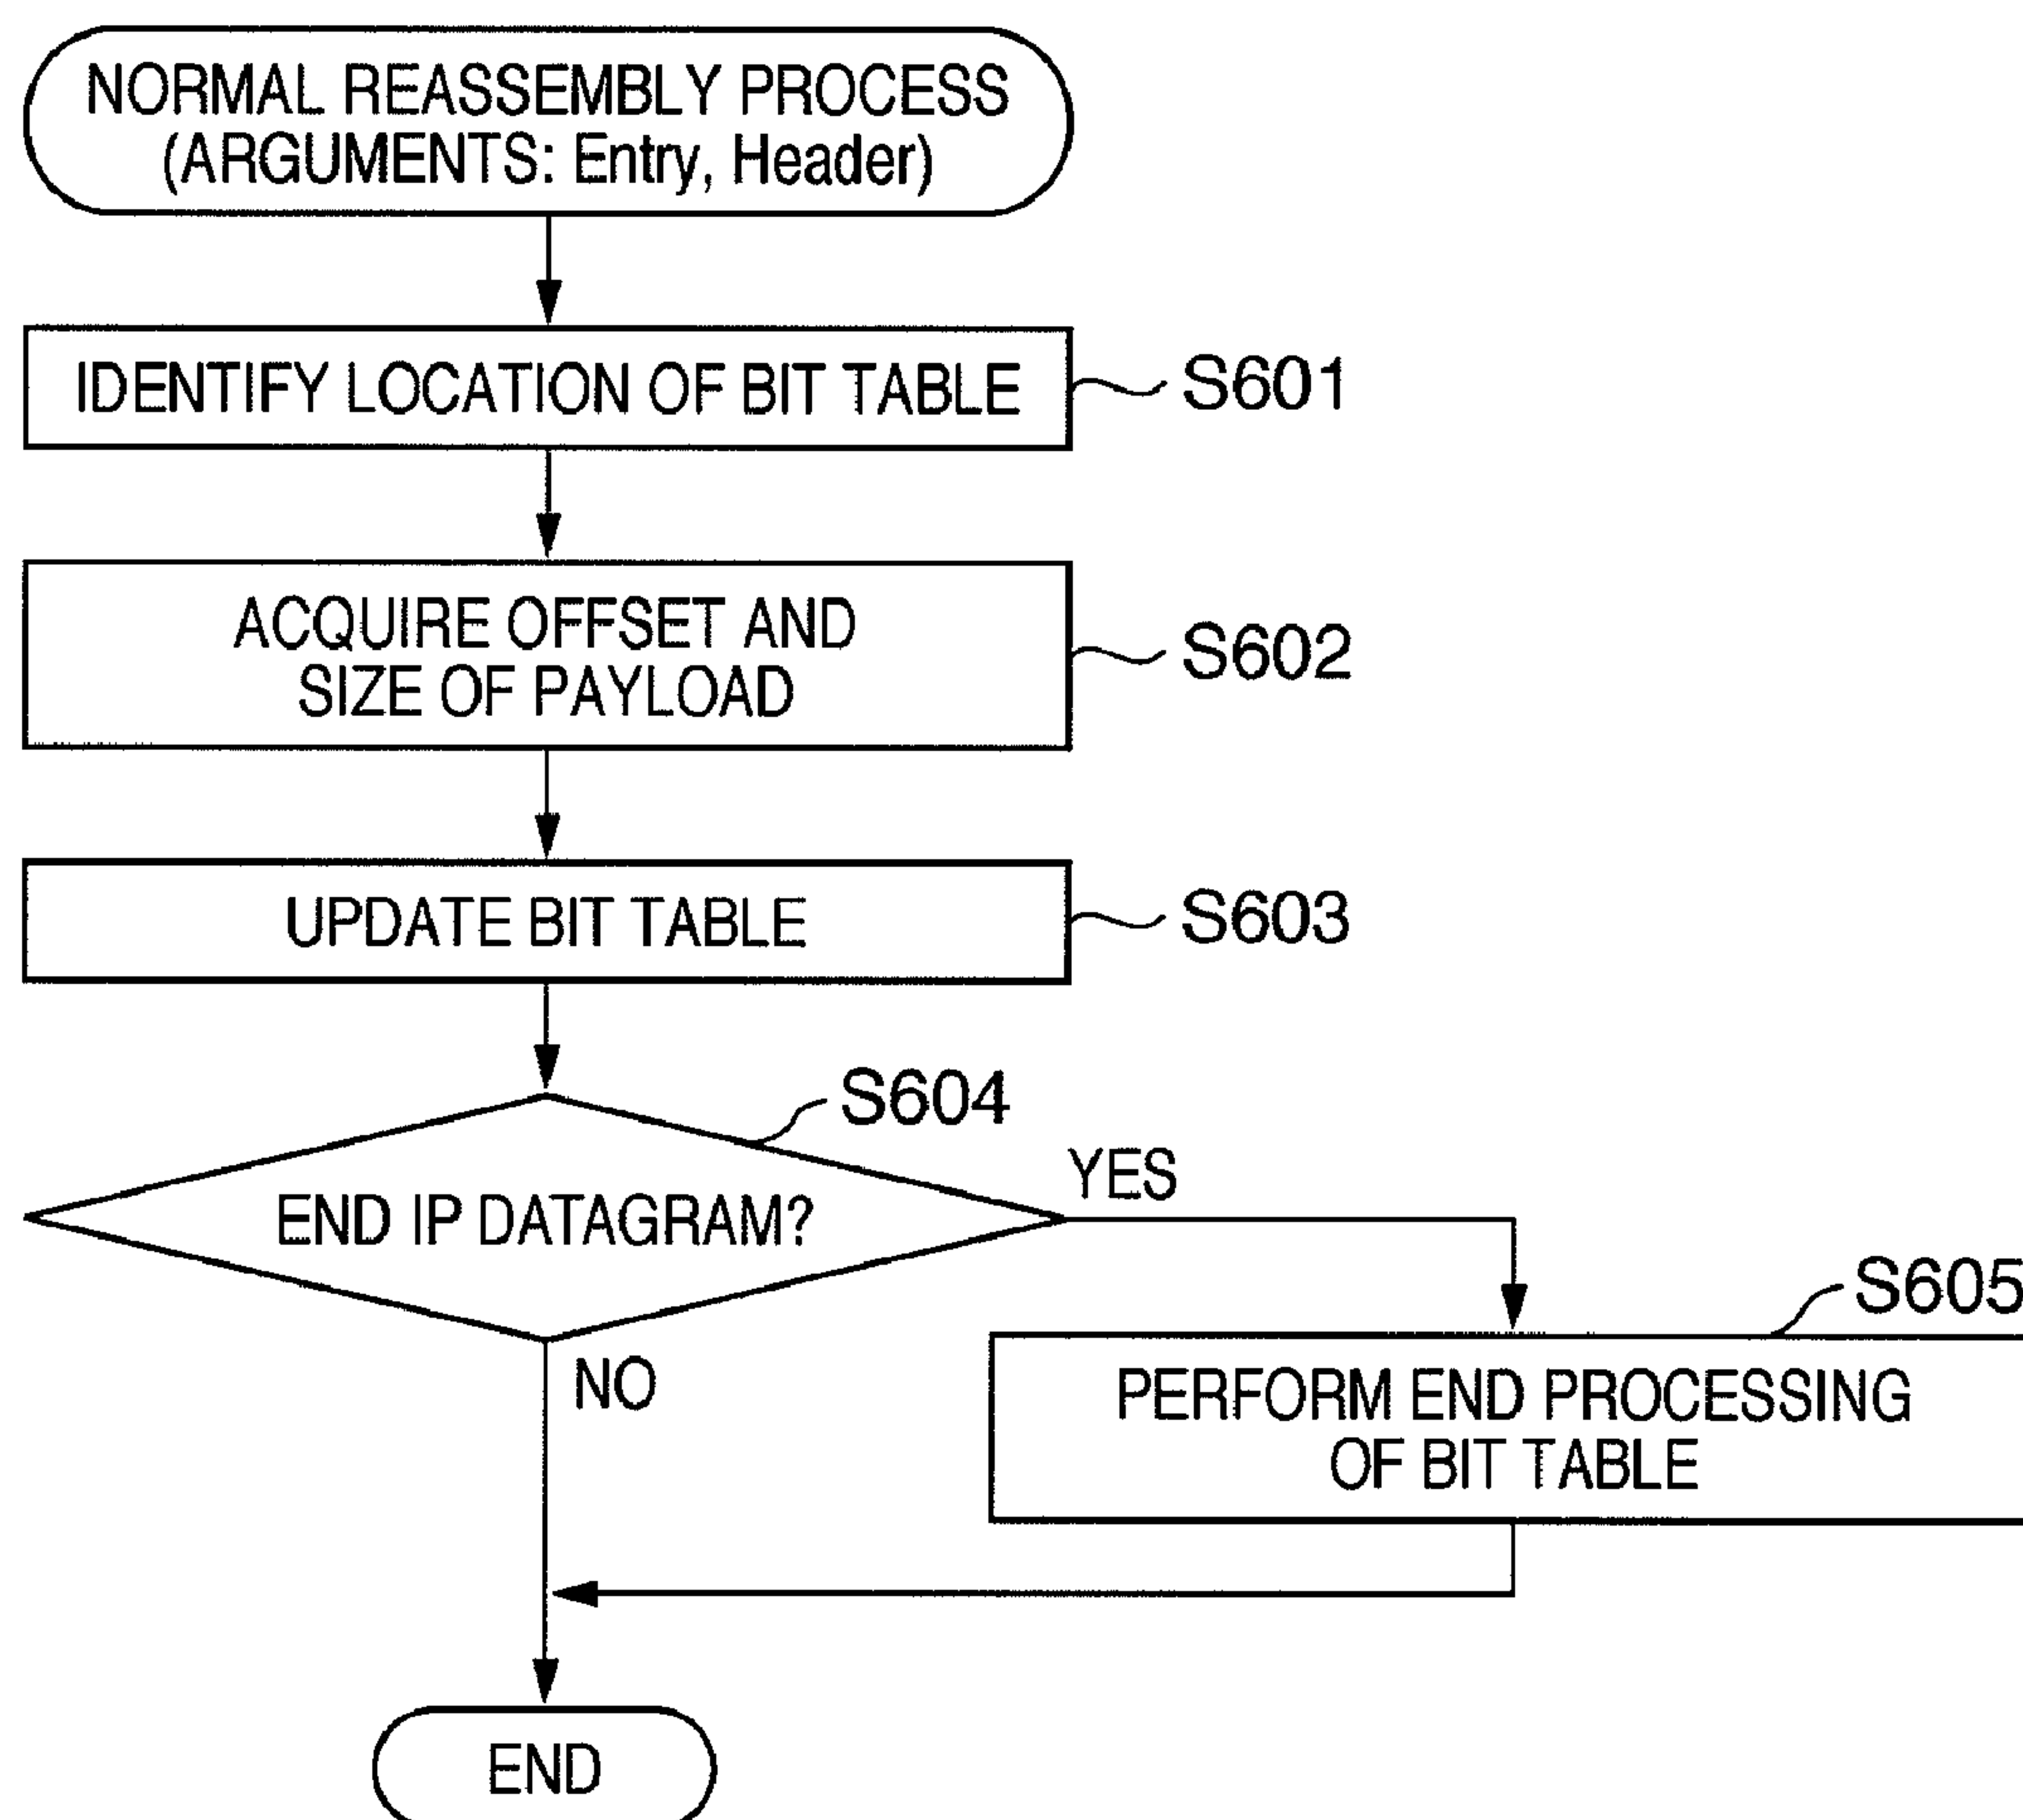 NORMAL REASSEMBLY PROCESS
(ARGUMENTS: Entry, Header)
IDENTIFY LOCATION OF BIT TABLE
S601
ACQUIRE OFFSET AND
SIZE OF PAYLOAD
S602
UPDATE BIT TABLE
S603
S604
END IP DATAGRAM?
YES
NO
S605
PERFORM END PROCESSING
OF BIT TABLE
END